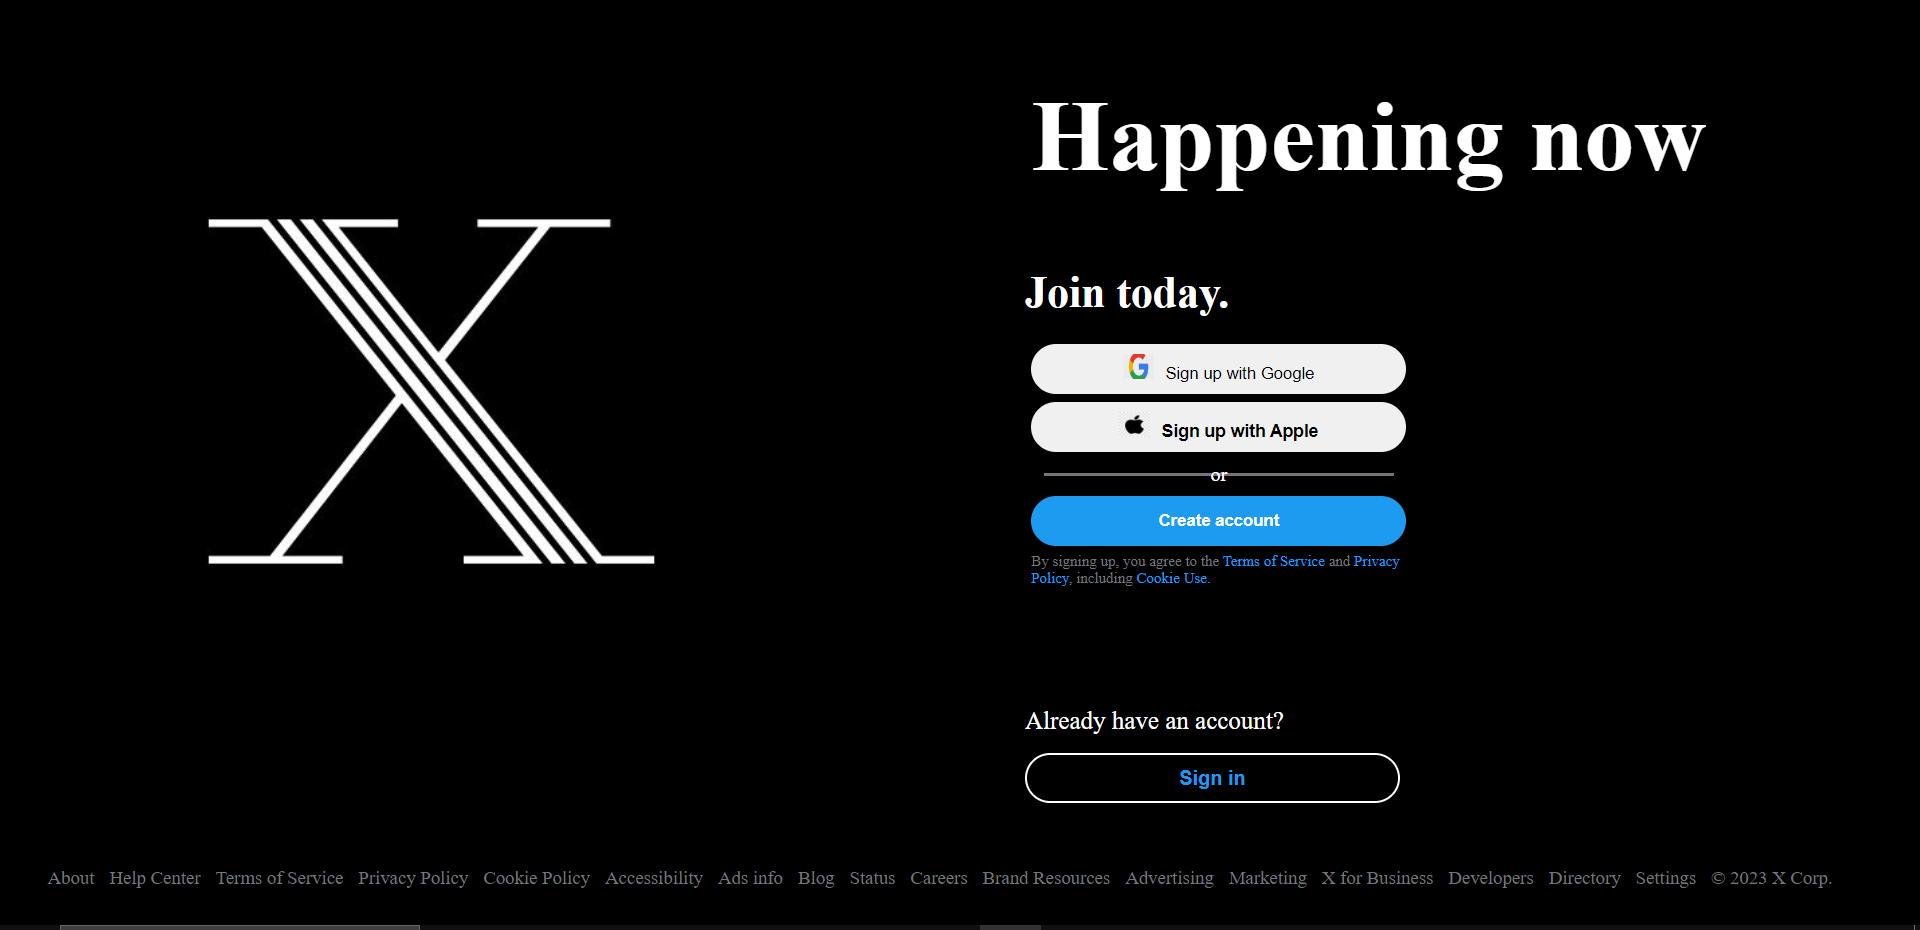 X
Happening now
Join today.
Sign up with Google
Sign up with Apple
or
Create account
By signing up, you agree to the Terms of Service and Privacy
Policy, including Cookie Use.
Already have an account?
Sign in
About Help Center Terms of Service Privacy Policy Cookie Policy Accessibility Ads info Blog Status Careers Brand Resources Advertising Marketing X for Business Developers Directory Settings © 2023 X Corp.